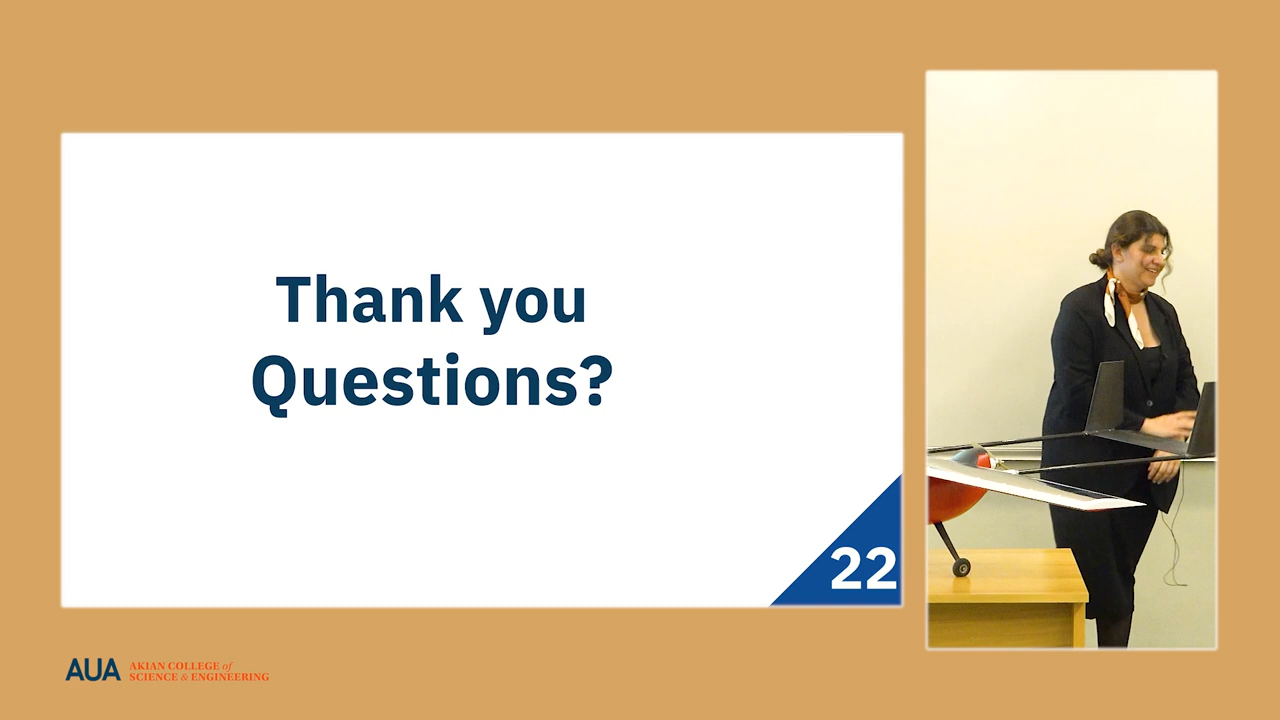 Thank you
Questions?
22
AUA
AKIAN COLLEGE of
SCIENCE & ENGINEERING